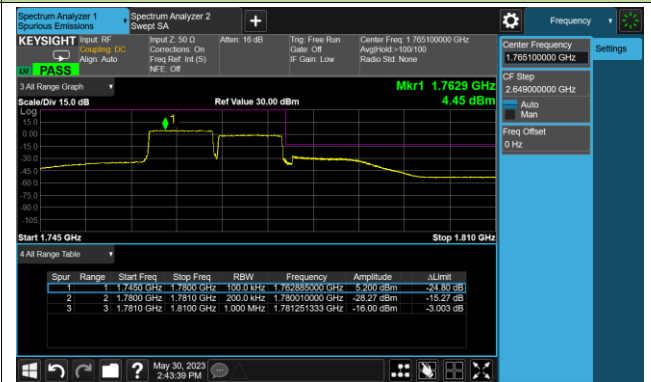 Spectrum Analyzer 1
Spurious Emissions
Spectrum Analyzer 2
Swept SA
Frequency
KEYSIGHT
Input: RF
Coupling: DC
Align: Auto
Input Z: 50 Ω
Corrections: On
Freq Ref: Int (S)
NFE: Off
Atten: 16 dB
Trig: Free Run
Gate: Off
IF Gain: Low
Center Freq: 1.765100000 GHz
Avg|Hold:>100/100
Radio Std: None
PASS
3 All Range Graph
Mkr1 1.7629 GHz
Scale/Div 15.0 dB
Ref Value 30.00 dBm
4.45 dBm
Log
15.0
0.00
-15.0
-30.0
-45.0
-60.0
-75.0
-90.0
-105
1
Start 1.745 GHz
Stop 1.810 GHz
4 All Range Table
Spur Range Start Freq Stop Freq RBW Frequency Amplitude ΔLimit
1 1 1.7450 GHz 1.7800 GHz 100.0 kHz 1.762885000 GHz 5.200 dBm -24.80 dB
2 2 1.7800 GHz 1.7810 GHz 200.0 kHz 1.780010000 GHz -28.27 dBm -15.27 dB
3 3 1.7810 GHz 1.8100 GHz 1.000 MHz 1.781251333 GHz -16.00 dBm -3.003 dB
Center Frequency
1.765100000 GHz
Settings
CF Step
2.649000000 GHz
Auto
Man
Freq Offset
0 Hz
?
May 30, 2023
2:43:39 PM